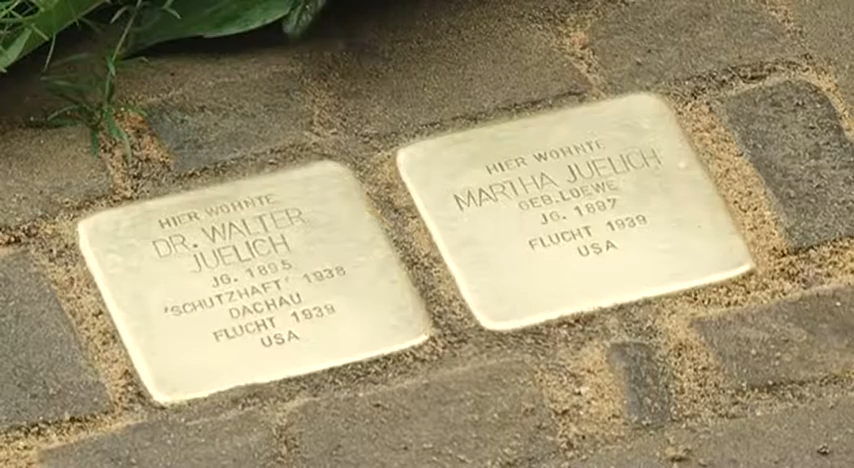 HIER WOHNTE
DR. WALTER
JUELICH
JG. 1895
'SCHUTZHAFT' 1938
DACHAU
FLUCHT 1939
USA
HIER WOHNTE
MARTHA JUELICH
GEB. LOEWE
JG. 1897
FLUCHT 1939
USA